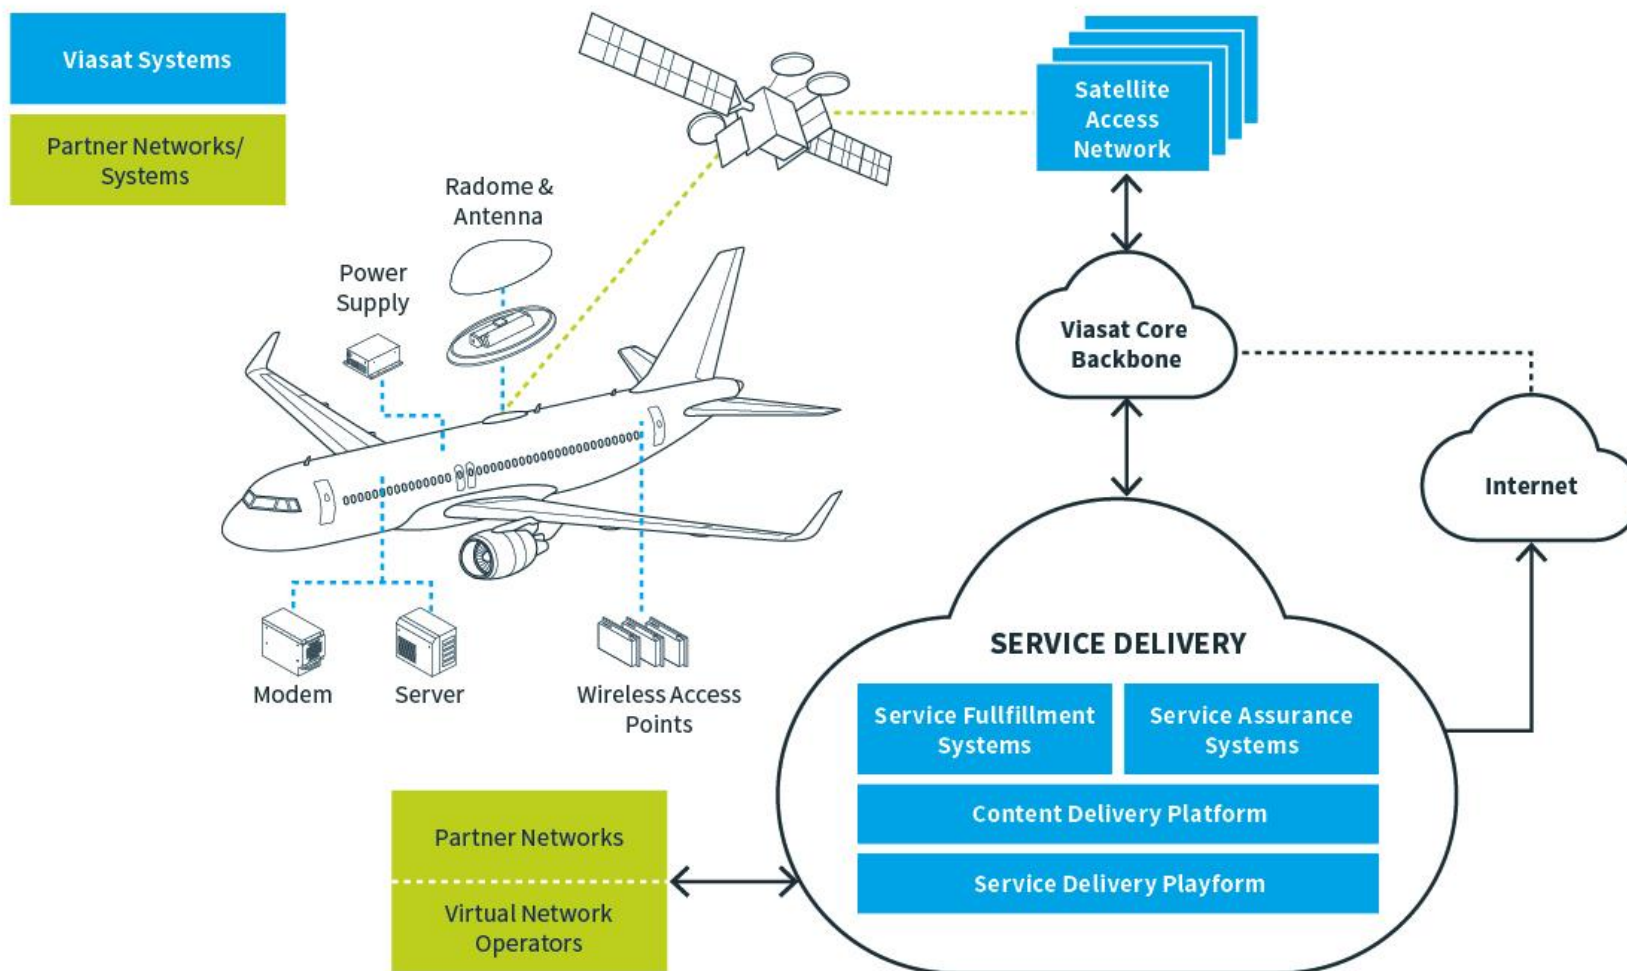 Viasat Systems
Partner Networks/
Systems
Radome &
Antenna
Power
Supply
Modem
Server
Wireless Access
Points
Satellite
Access
Network
Viasat Core
Backbone
Internet
SERVICE DELIVERY
Service Fullfillment
Systems
Service Assurance
Systems
Content Delivery Platform
Service Delivery Playform
Partner Networks
Virtual Network
Operators